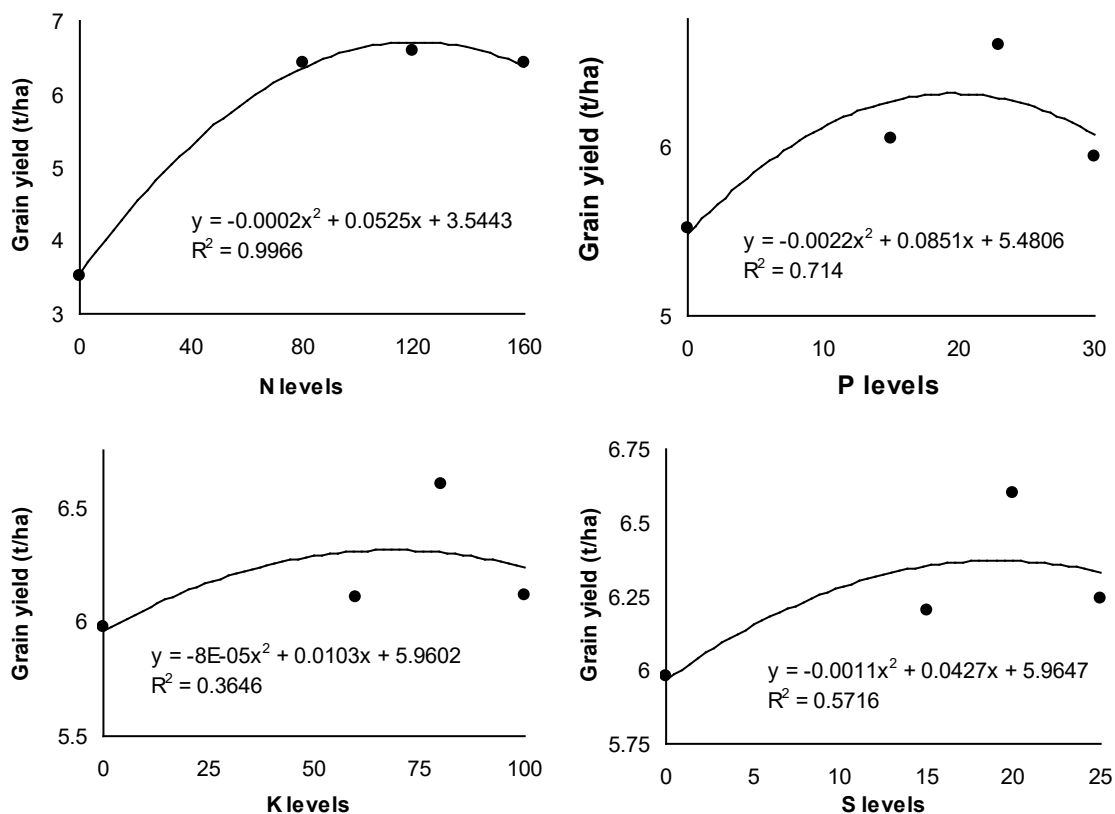 7
6
5
4
3
Grain yield (t/ha)
y = -0.0002x² + 0.0525x + 3.5443
R² = 0.9966
0 40 80 120 160
N levels
6
5
Grain yield (t/ha)
y = -0.0022x² + 0.0851x + 5.4806
R² = 0.714
0 10 20 30
P levels
6.5
6
5.5
Grain yield (t/ha)
y = -8E-05x² + 0.0103x + 5.9602
R² = 0.3646
0 25 50 75 100
K levels
6.75
6.5
6.25
6
5.75
Grain yield (t/ha)
y = -0.0011x² + 0.0427x + 5.9647
R² = 0.5716
0 5 10 15 20 25
S levels